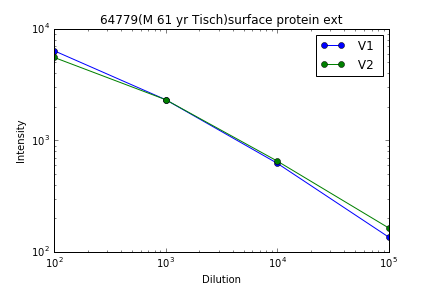 64779(M 61 yr Tisch)surface protein ext
V1
V2
Intensity
10^4
10^3
10^2
10^2 10^3 10^4 10^5
Dilution